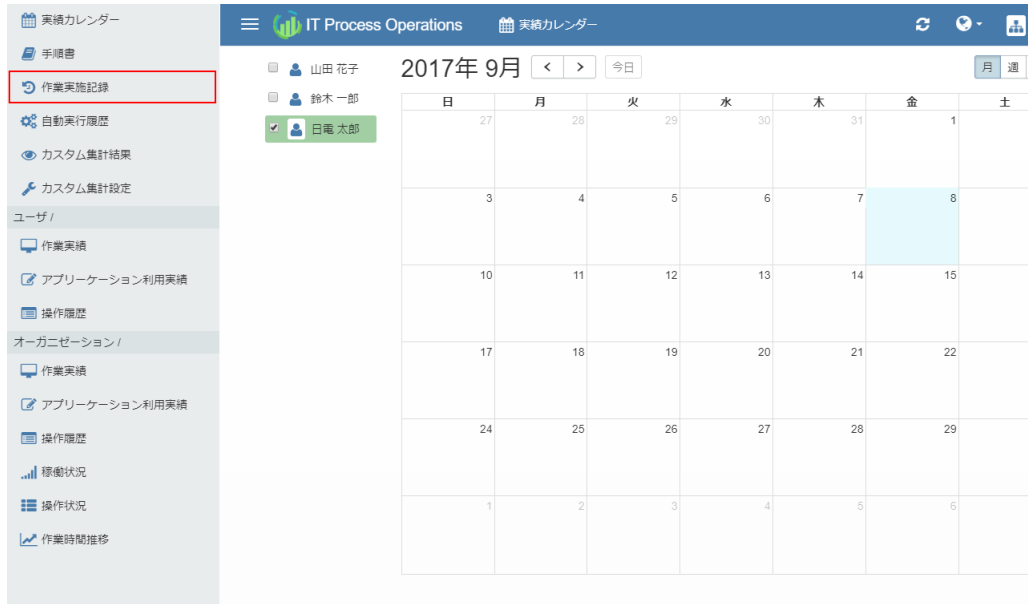 実績カレンダー
手順書
作業実施記録
自動実行履歴
カスタム集計結果
カスタム集計設定
ユーザ /
作業実績
アプリーケーション利用実績
操作履歴
オーガニゼーション /
作業実績
アプリーケーション利用実績
操作履歴
稼働状況
操作状況
作業時間推移
IT Process Operations 実績カレンダー
山田 花子
鈴木 一郎
日電 太郎
2017年 9月 < > 今日 月 週
日 月 火 水 木 金 土
27 28 29 30 31 1
3 4 5 6 7 8
10 11 12 13 14 15
17 18 19 20 21 22
24 25 26 27 28 29
1 2 3 4 5 6